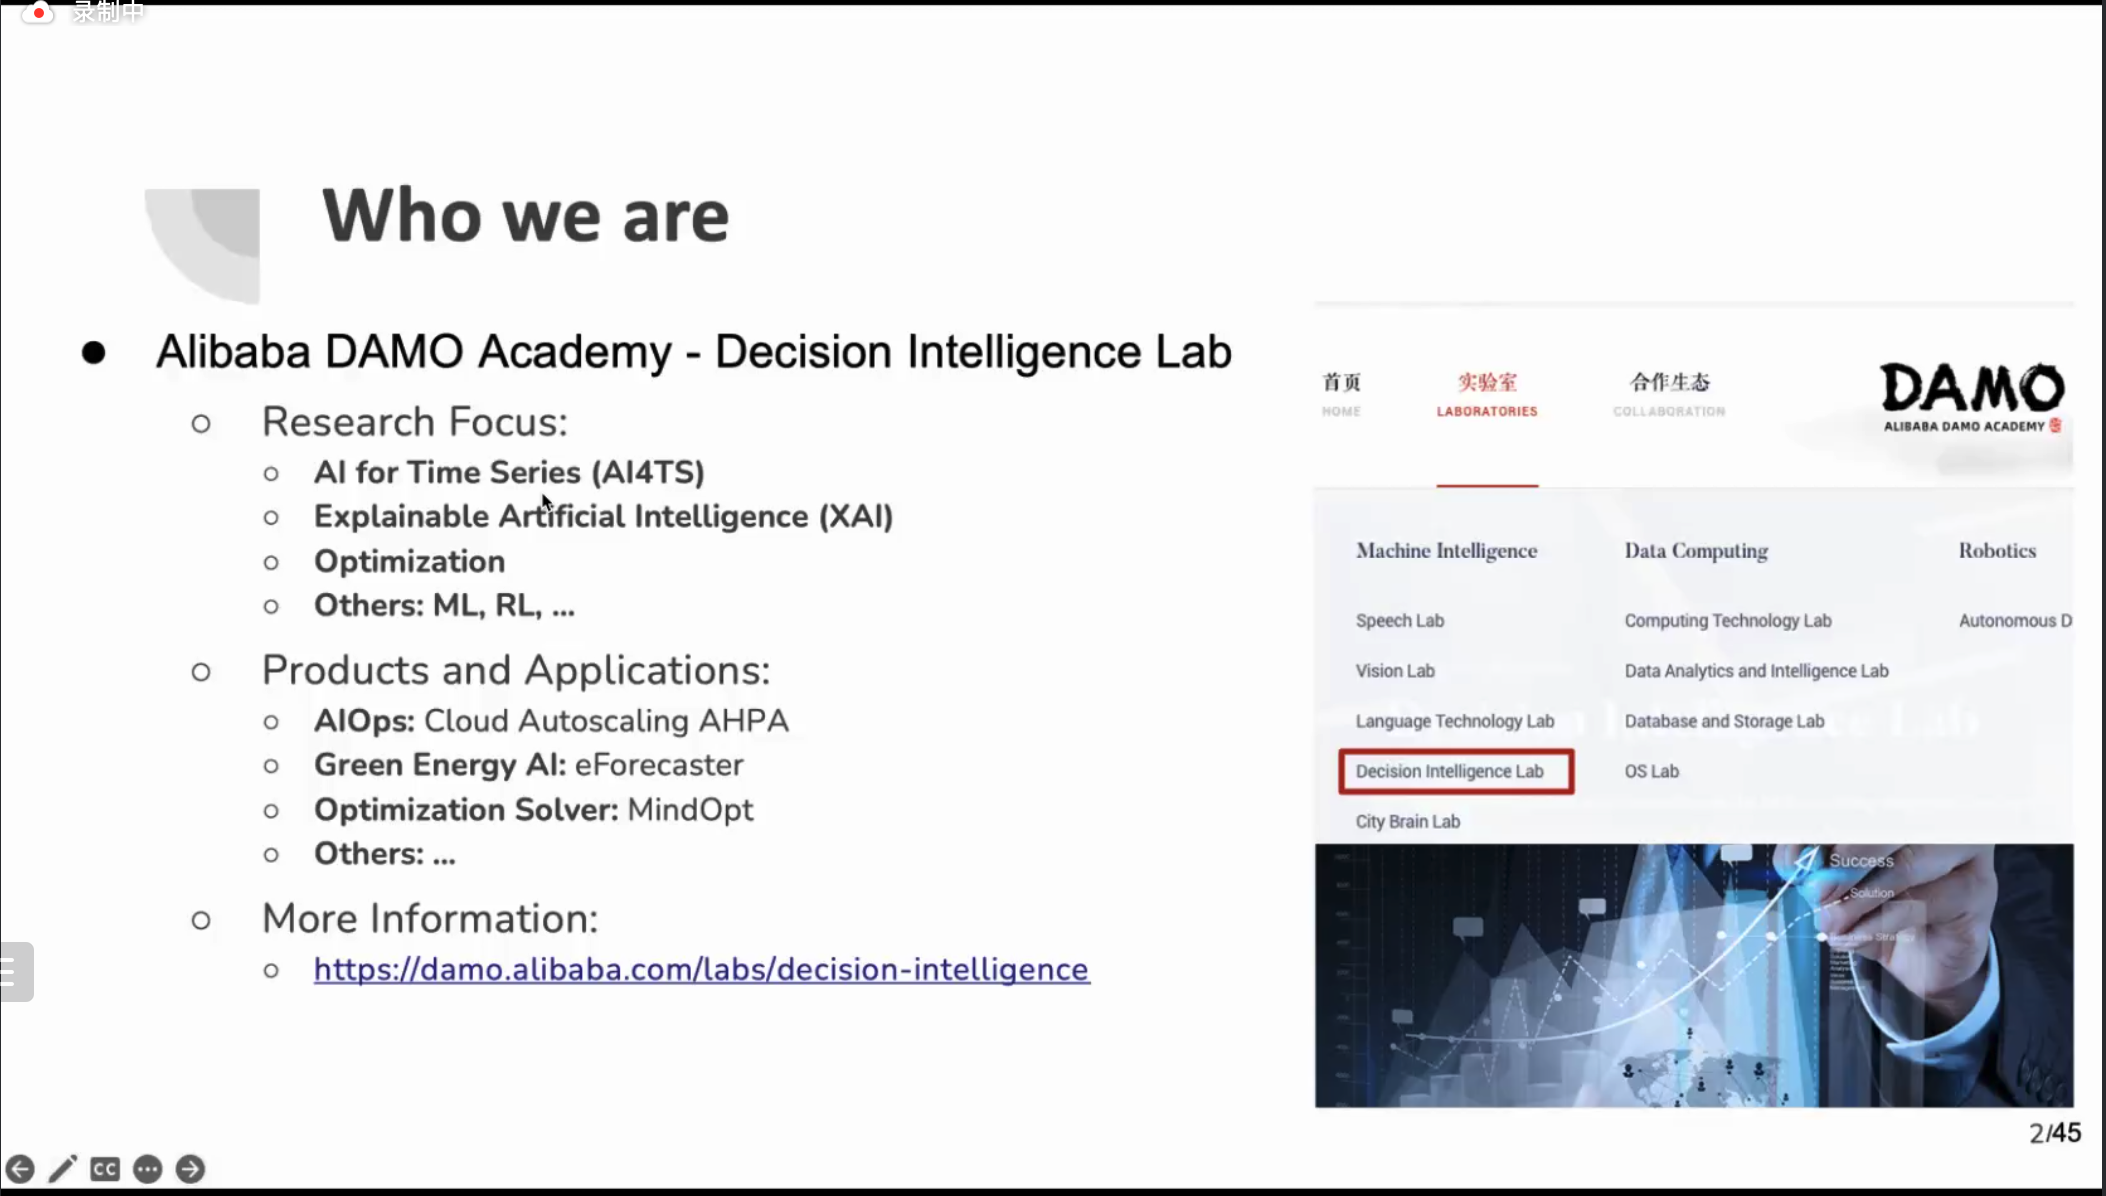 录制中
Who we are
Alibaba DAMO Academy - Decision Intelligence Lab
Research Focus:
AI for Time Series (AI4TS)
Explainable Artificial Intelligence (XAI)
Optimization
Others: ML, RL, ...
Products and Applications:
AIOps: Cloud Autoscaling AHPA
Green Energy AI: eForecaster
Optimization Solver: MindOpt
Others: ...
More Information:
https://damo.alibaba.com/labs/decision-intelligence
首页 实验室 合作生态
HOME LABORATORIES COLLABORATION
DAMO
ALIBABA DAMO ACADEMY
Machine Intelligence Data Computing Robotics
Speech Lab Computing Technology Lab Autonomous D
Vision Lab Data Analytics and Intelligence Lab
Language Technology Lab Database and Storage Lab
Decision Intelligence Lab OS Lab
City Brain Lab
Success
Solution
Business Strategy
2/45
CC